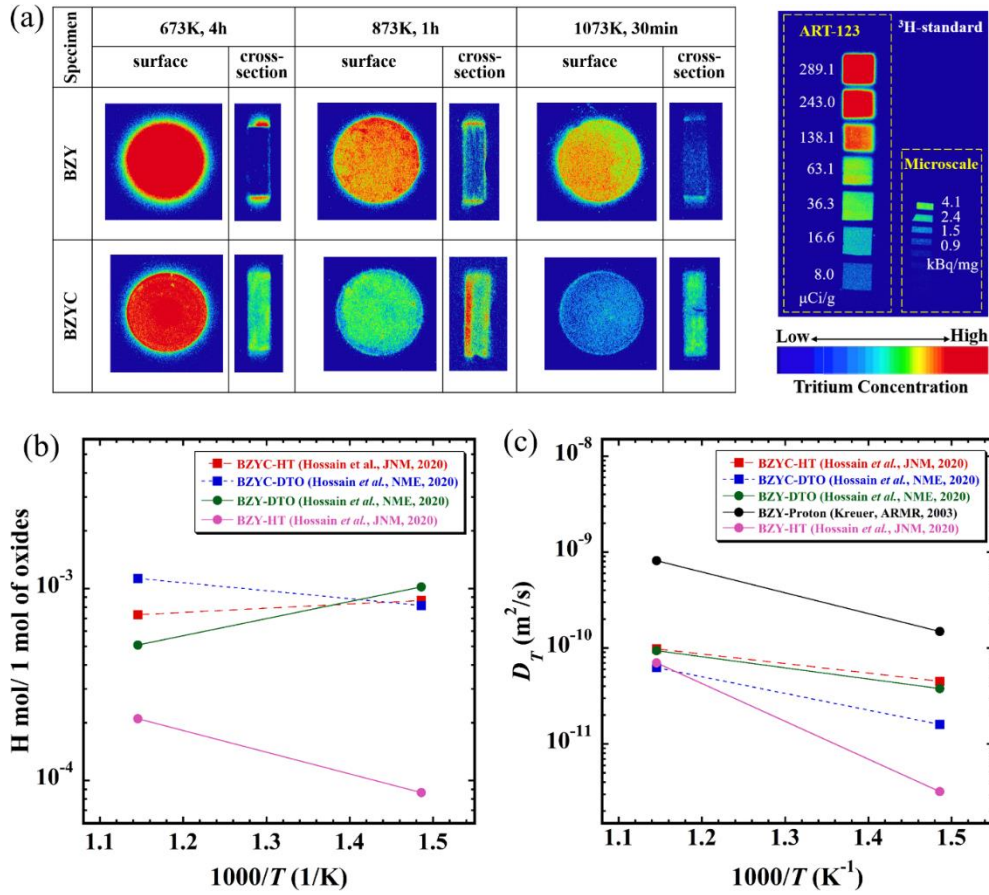 (a)
Specimen
673K, 4h
873K, 1h
1073K, 30min
surface
cross-
section
surface
cross-
section
surface
cross-
section
BZY
BZYC
ART-123
³H-standard
289.1
243.0
138.1
63.1
36.3
16.6
8.0
μCi/g
Microscale
4.1
2.4
1.5
0.9
kBq/mg
Low
High
Tritium Concentration
(b)
BZYC-HT (Hossain et al., JNM, 2020)
BZYC-DTO (Hossain et al., NME, 2020)
BZY-DTO (Hossain et al., NME, 2020)
BZY-HT (Hossain et al., JNM, 2020)
H mol/ 1 mol of oxides
10⁻³
10⁻⁴
1.1 1.2 1.3 1.4 1.5
1000/T (1/K)
(c)
BZYC-HT (Hossain et al., JNM, 2020)
BZYC-DTO (Hossain et al., NME, 2020)
BZY-DTO (Hossain et al., NME, 2020)
BZY-Proton (Kreuer, ARMR, 2003)
BZY-HT (Hossain et al., JNM, 2020)
D_T (m²/s)
10⁻⁸
10⁻⁹
10⁻¹⁰
10⁻¹¹
1.1 1.2 1.3 1.4 1.5
1000/T (K⁻¹)